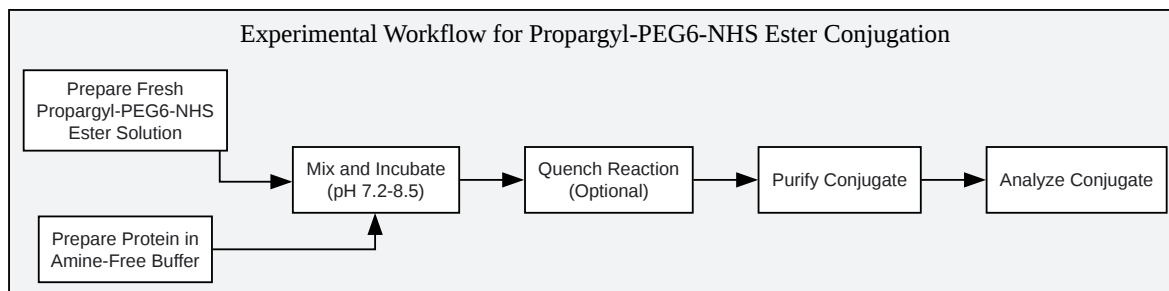 Experimental Workflow for Propargyl-PEG6-NHS Ester Conjugation
Prepare Fresh
Propargyl-PEG6-NHS
Ester Solution
Mix and Incubate
(pH 7.2-8.5)
Quench Reaction
(Optional)
Purify Conjugate
Analyze Conjugate
Prepare Protein in
Amine-Free Buffer